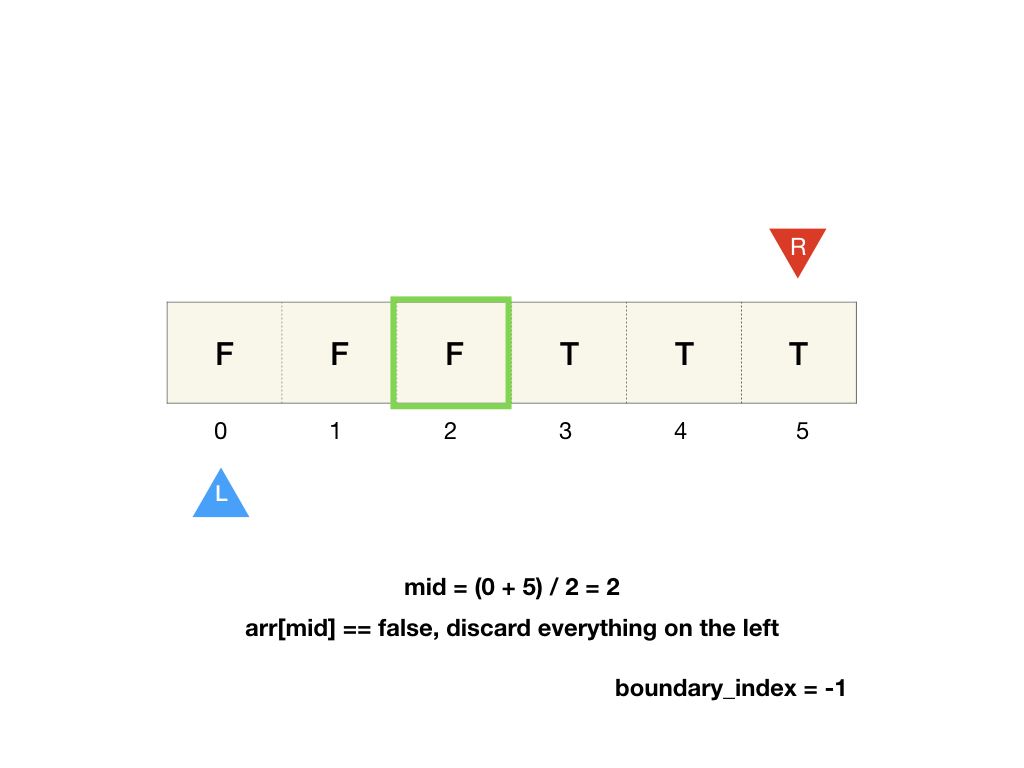 R
F F F T T T
0 1 2 3 4 5
L
mid = (0 + 5) / 2 = 2
arr[mid] == false, discard everything on the left
boundary_index = -1